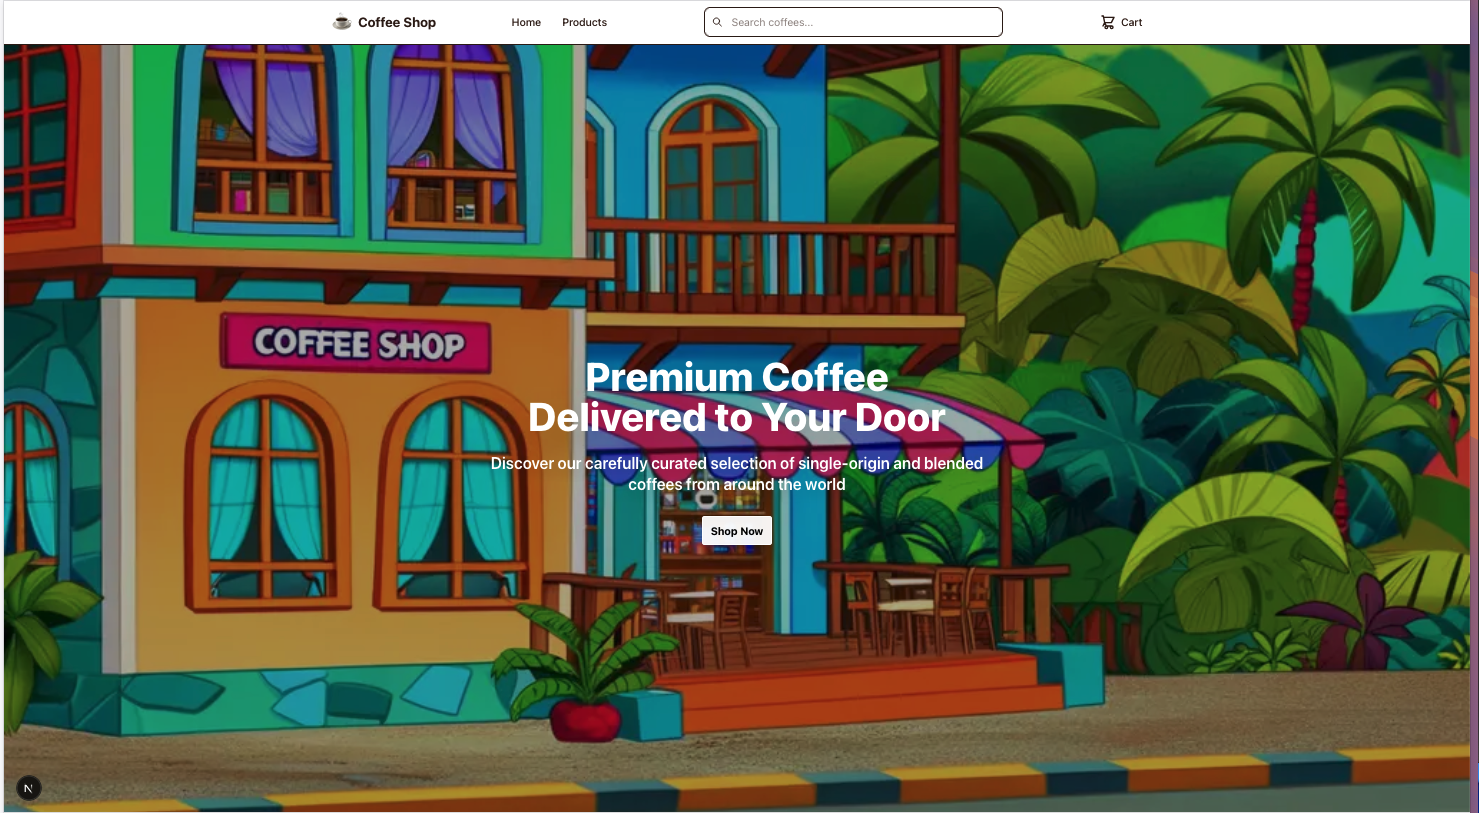 Coffee Shop
Home
Products
Search coffees...
Cart
COFFEE SHOP
Premium Coffee
Delivered to Your Door
Discover our carefully curated selection of single-origin and blended
coffees from around the world
Shop Now
N